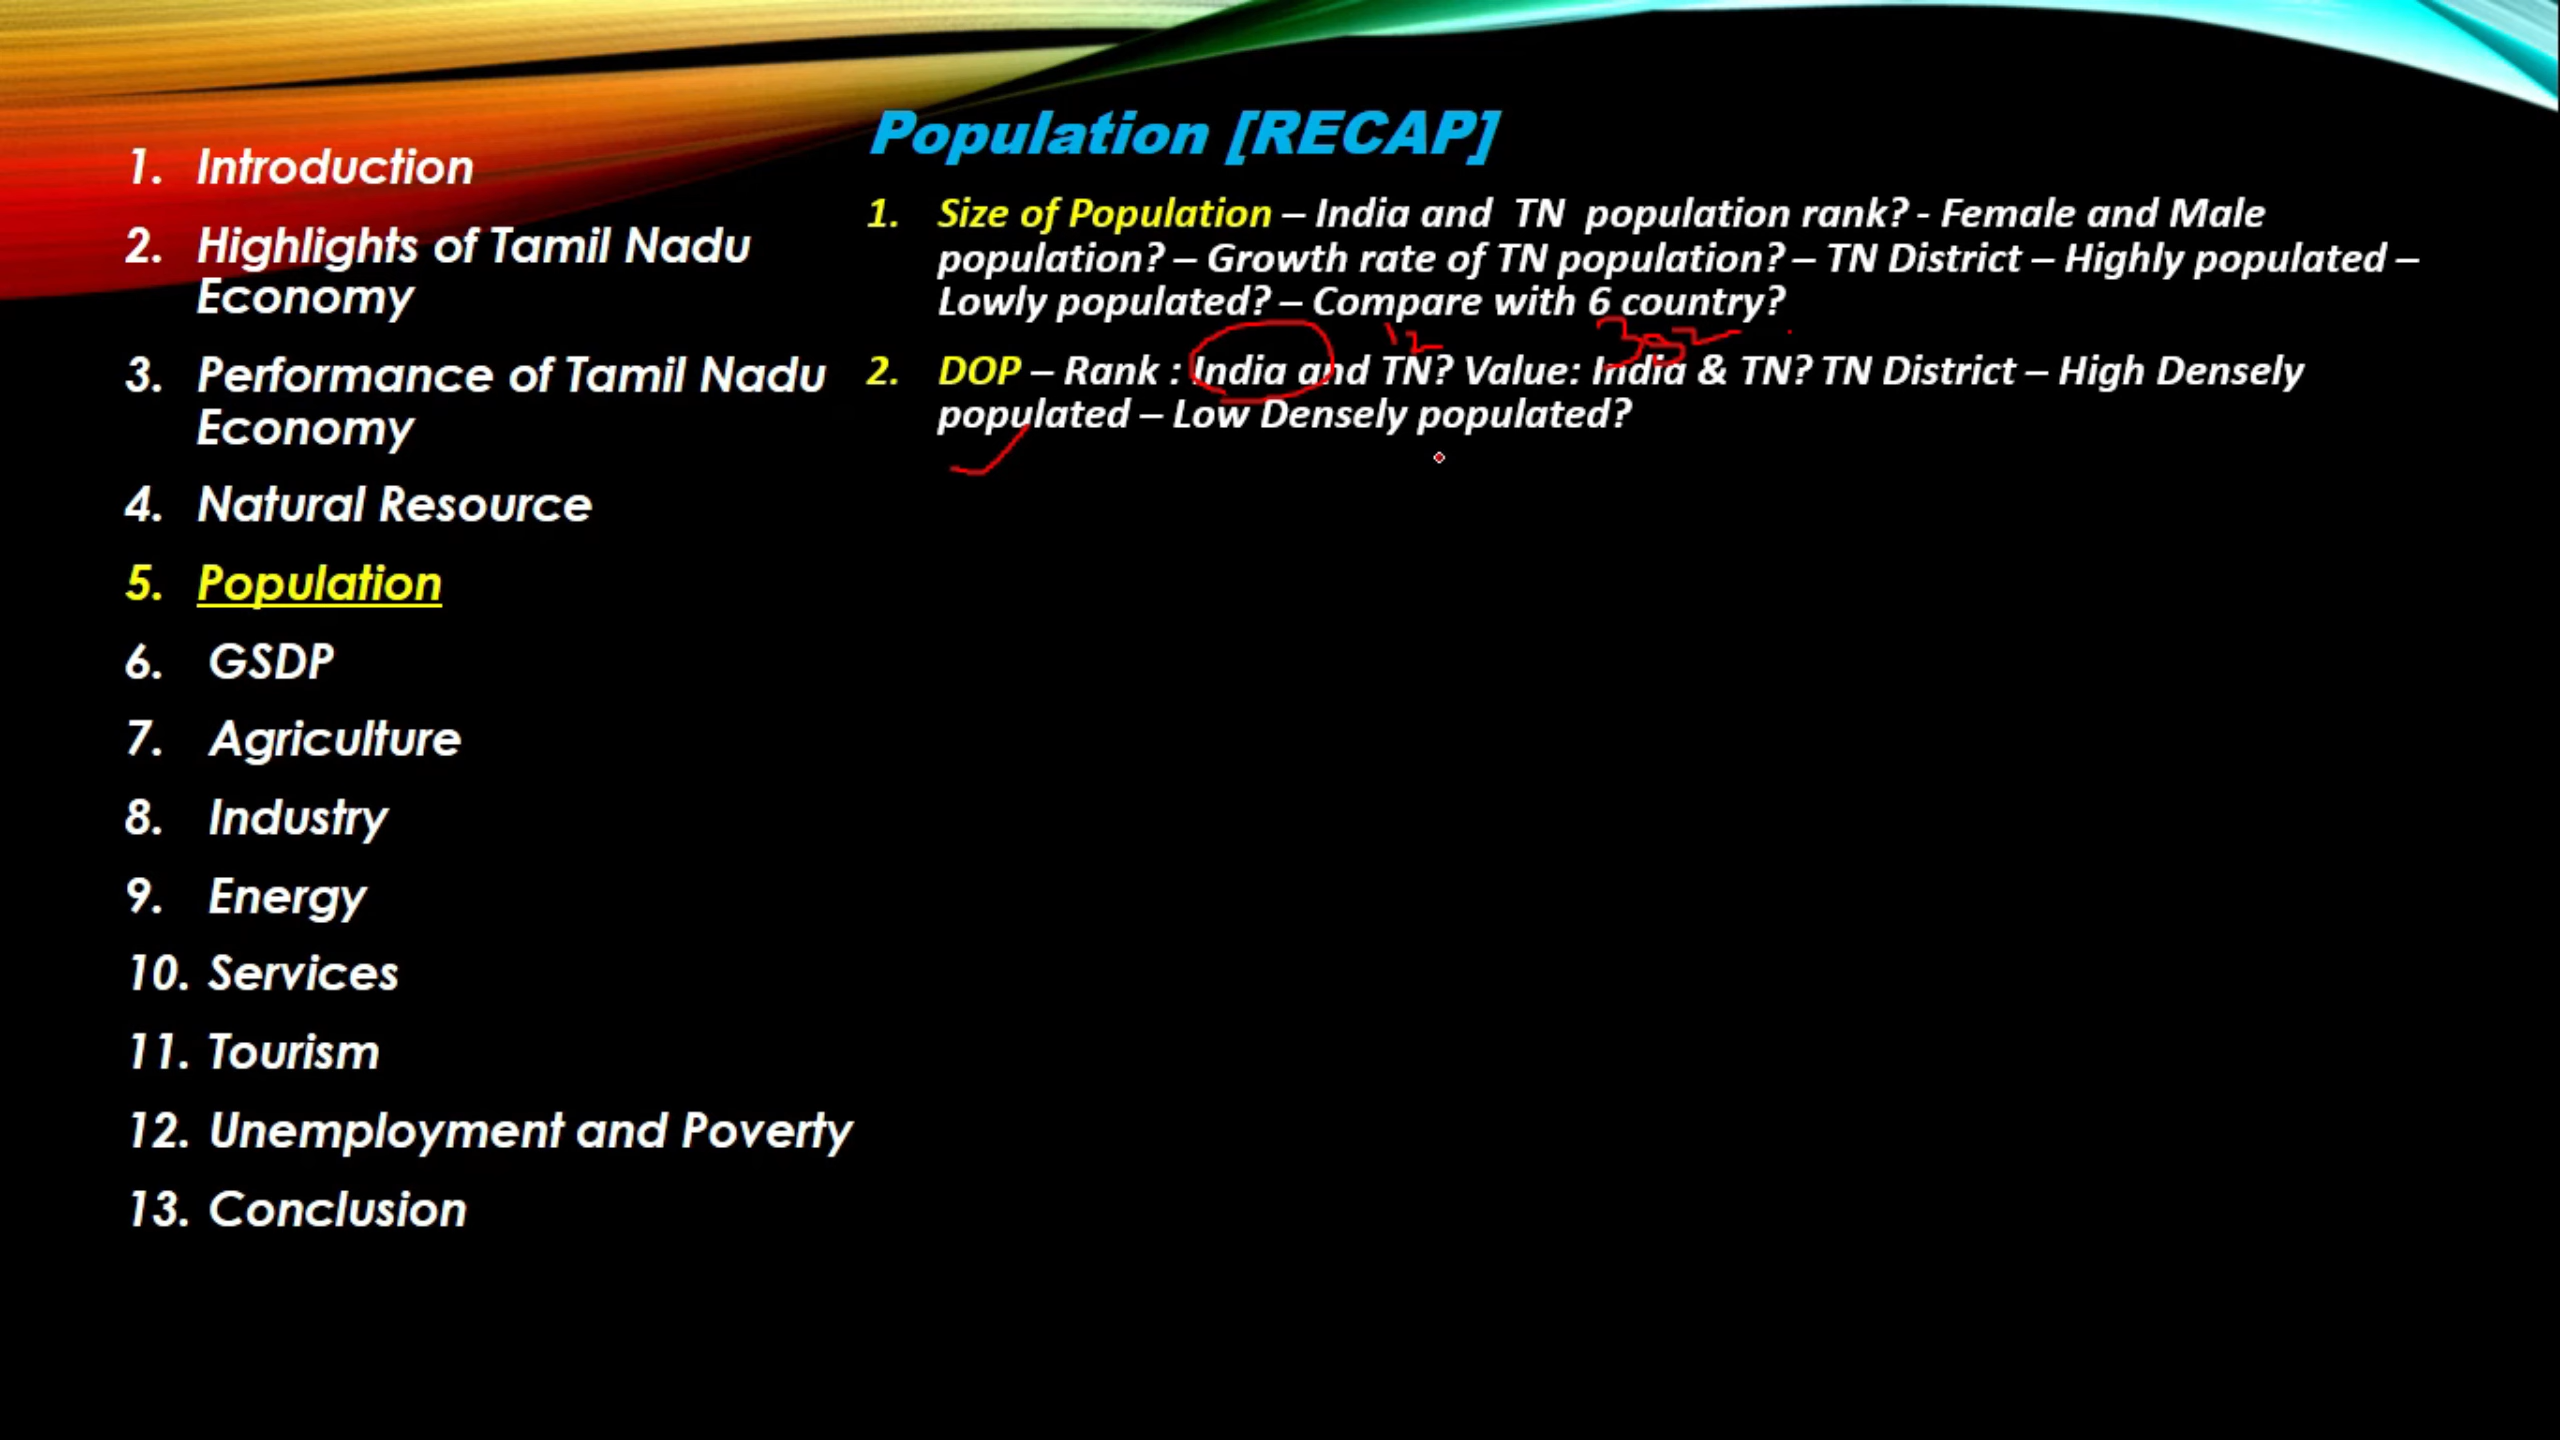 1. Introduction
2. Highlights of Tamil Nadu
Economy
3. Performance of Tamil Nadu
Economy
4. Natural Resource
5. Population
6. GSDP
7. Agriculture
8. Industry
9. Energy
10. Services
11. Tourism
12. Unemployment and Poverty
13. Conclusion
Population [RECAP]
1. Size of Population – India and TN population rank? - Female and Male
population? – Growth rate of TN population? – TN District – Highly populated –
Lowly populated? – Compare with 6 country?
12
2. DOP – Rank : India and TN? Value: India & TN? TN District – High Densely
populated – Low Densely populated?